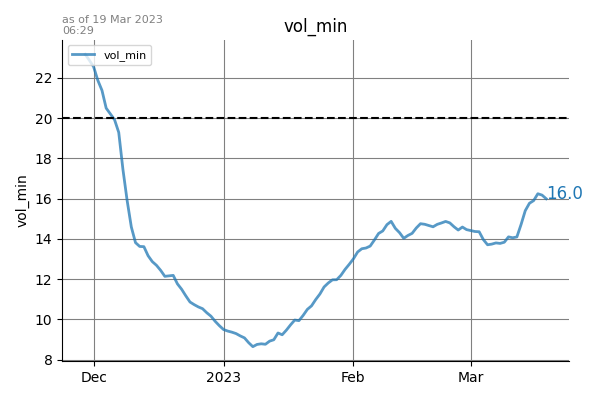 as of 19 Mar 2023
06:29
vol_min
vol_min
22
20
18
16
14
12
10
8
vol_min
16.0
Dec
2023
Feb
Mar